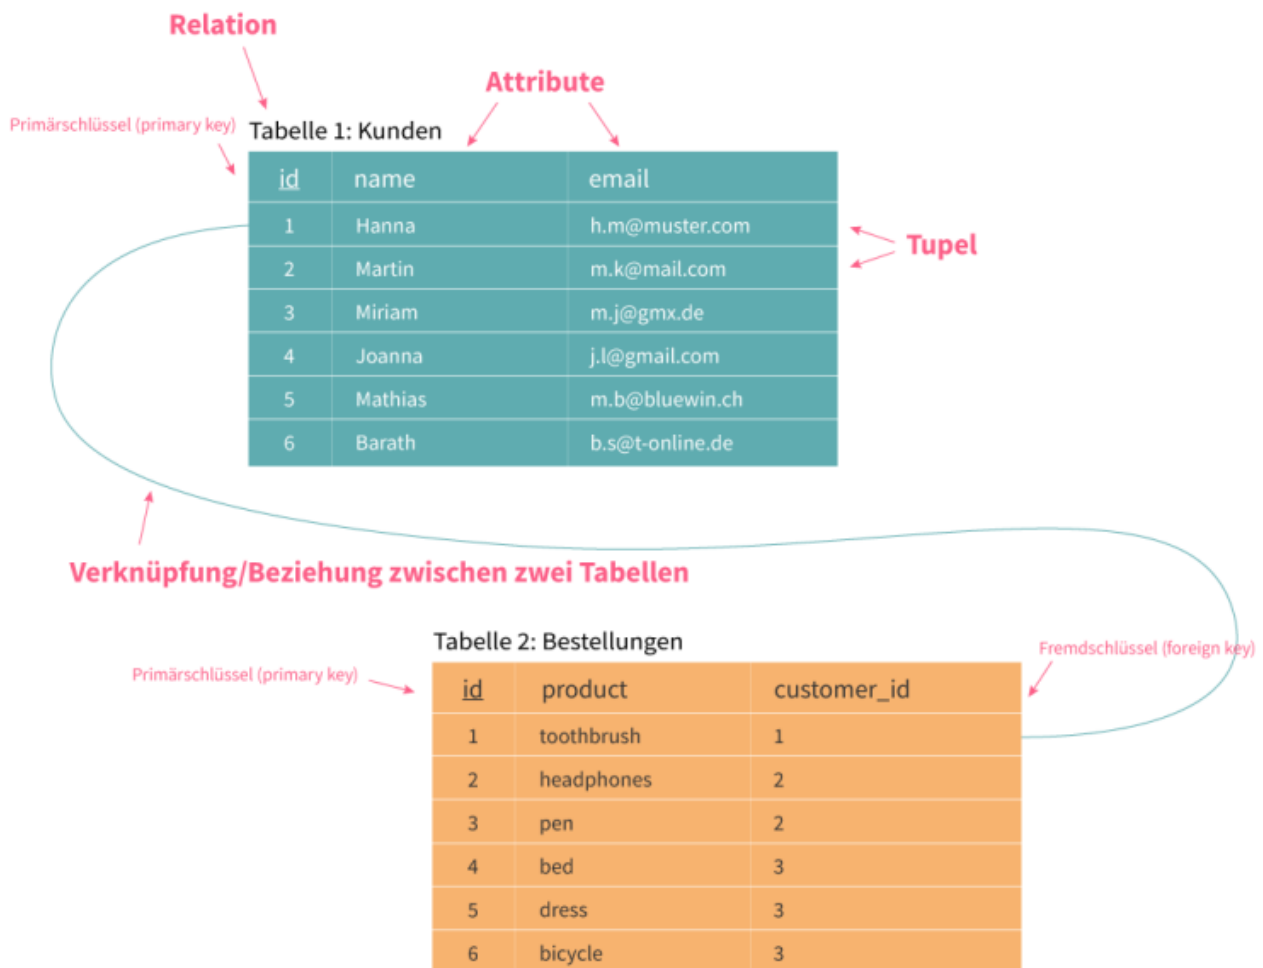 Relation
Attribute
Primärschlüssel (primary key)
Tabelle 1: Kunden
id name email
1 Hanna h.m@muster.com
Tupel
2 Martin m.k@mail.com
3 Miriam m.j@gmx.de
4 Joanna j.l@gmail.com
5 Mathias m.b@bluewin.ch
6 Barath b.s@t-online.de
Verknüpfung/Beziehung zwischen zwei Tabellen
Tabelle 2: Bestellungen
Fremdschlüssel (foreign key)
Primärschlüssel (primary key)
id product customer_id
1 toothbrush 1
2 headphones 2
3 pen 2
4 bed 3
5 dress 3
6 bicycle 3